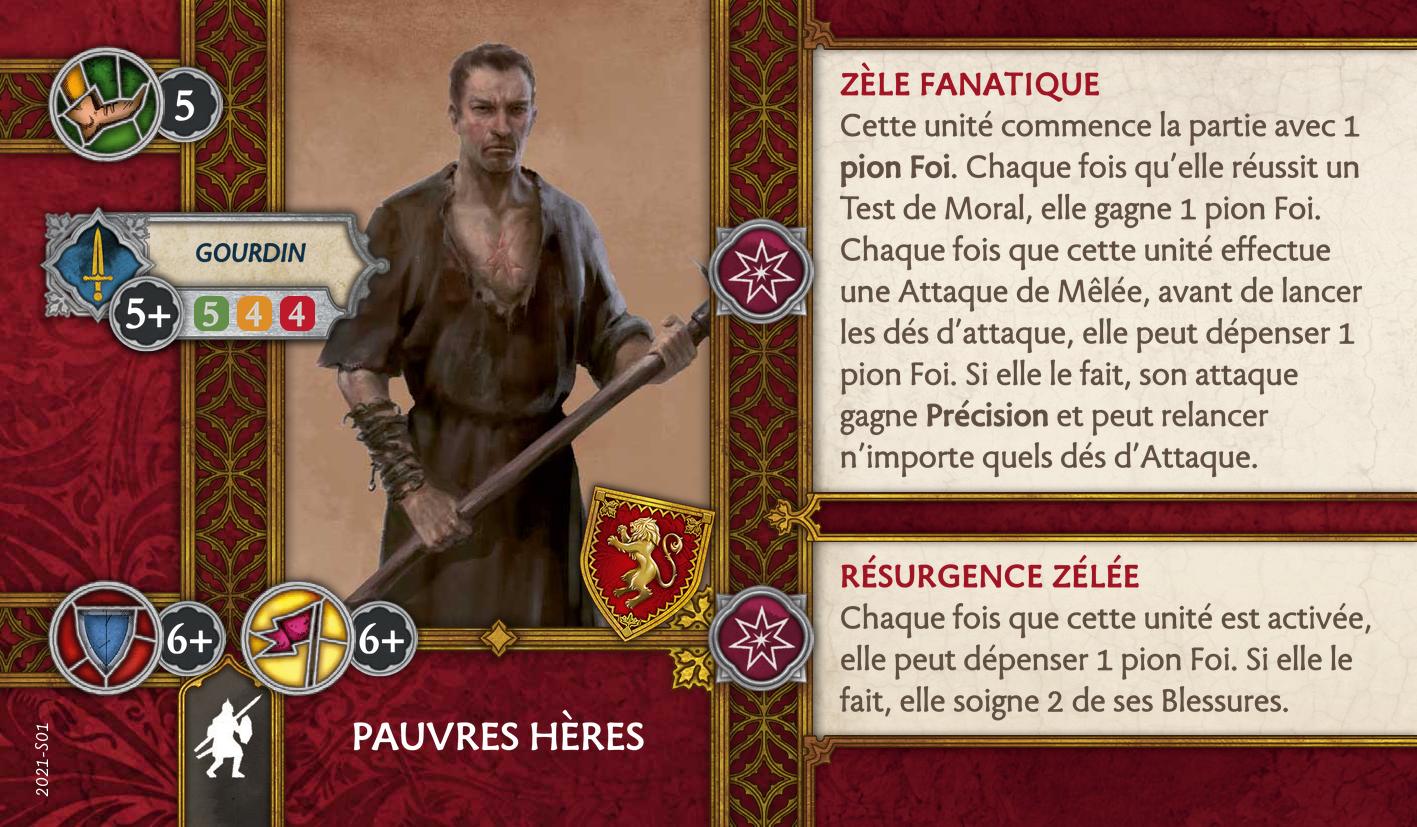 5
GOURDIN
5+ 5 4 4
6+ 6+
PAUVRES HÈRES
2021-S01
ZÈLE FANATIQUE
Cette unité commence la partie avec 1
pion Foi. Chaque fois qu’elle réussit un
Test de Moral, elle gagne 1 pion Foi.
Chaque fois que cette unité effectue
une Attaque de Mêlée, avant de lancer
les dés d’attaque, elle peut dépenser 1
pion Foi. Si elle le fait, son attaque
gagne Précision et peut relancer
n’importe quels dés d’Attaque.
RÉSURGENCE ZÉLÉE
Chaque fois que cette unité est activée,
elle peut dépenser 1 pion Foi. Si elle le
fait, elle soigne 2 de ses Blessures.